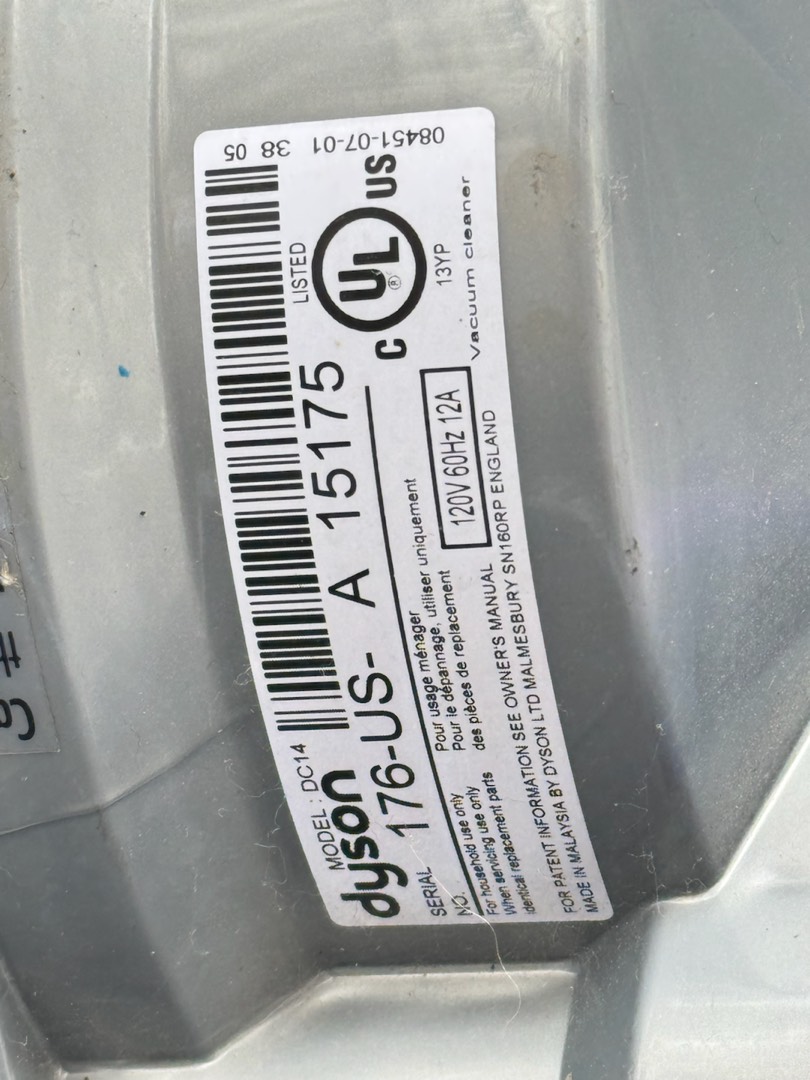 MODEL : DC14
dyson
SERIAL NO. 176-US- A 15175
For household use only
When servicing use only
identical replacement parts
Pour usage ménager
Pour le dépannage, utiliser uniquement
des pièces de replacement
120V 60Hz 12A
LISTED
C UL® US
13YP
Vacuum cleaner
FOR PATENT INFORMATION SEE OWNER'S MANUAL
MADE IN MALAYSIA BY DYSON LTD MALMESBURY SN160RP ENGLAND
08451-07-01 38 05